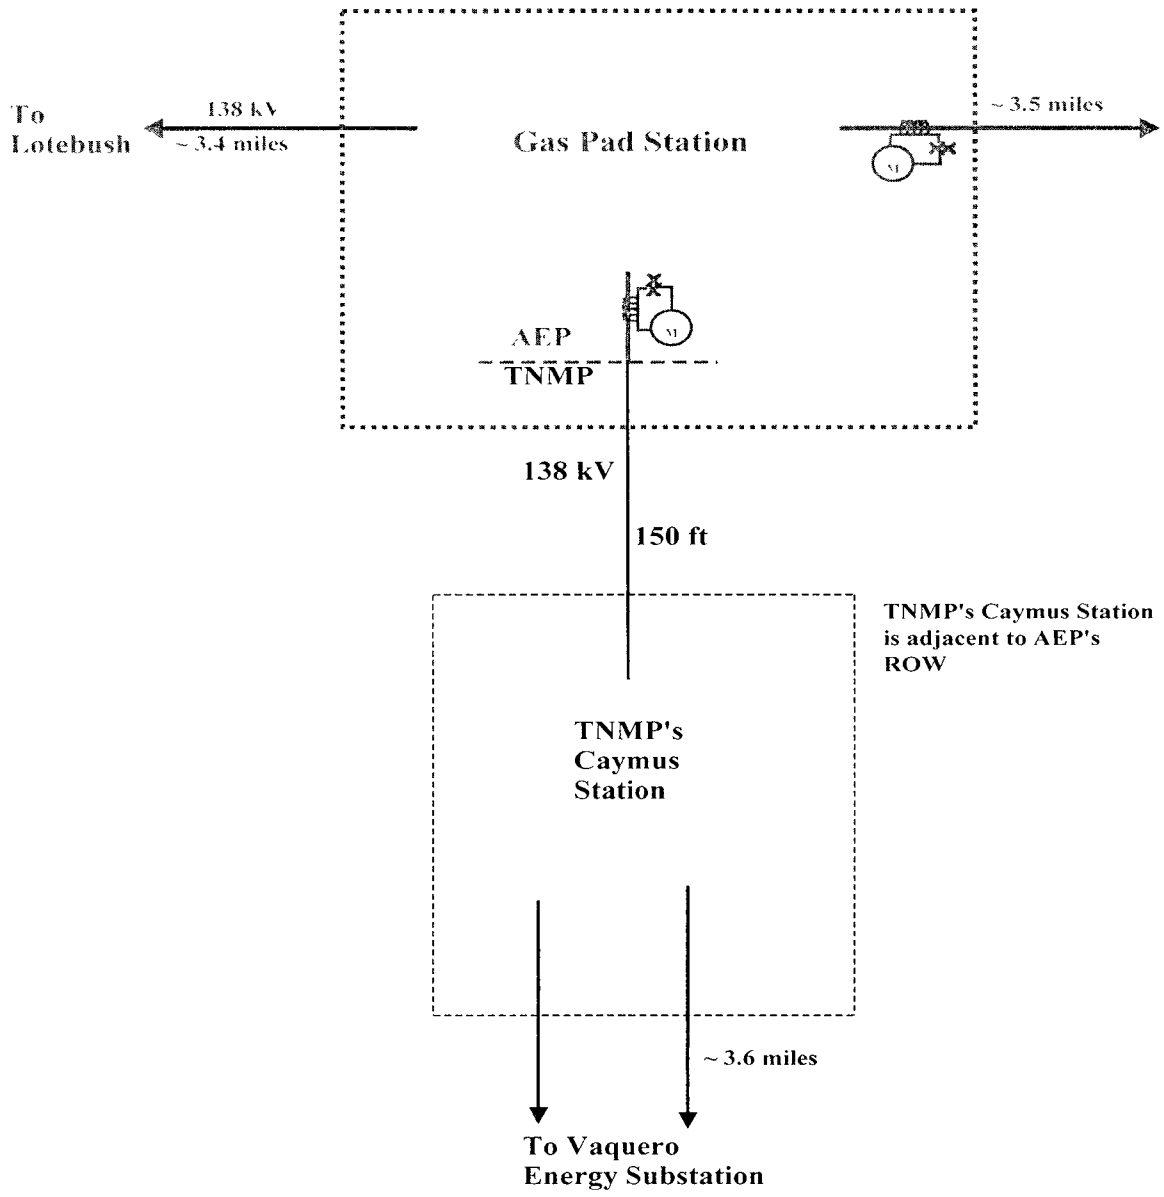 To
Lotebush
138 kV
~ 3.4 miles
Gas Pad Station
~ 3.5 miles
M
M
AEP
TNMP
138 kV
150 ft
TNMP's Caymus Station
is adjacent to AEP's
ROW
TNMP's
Caymus
Station
~ 3.6 miles
To Vaquero
Energy Substation